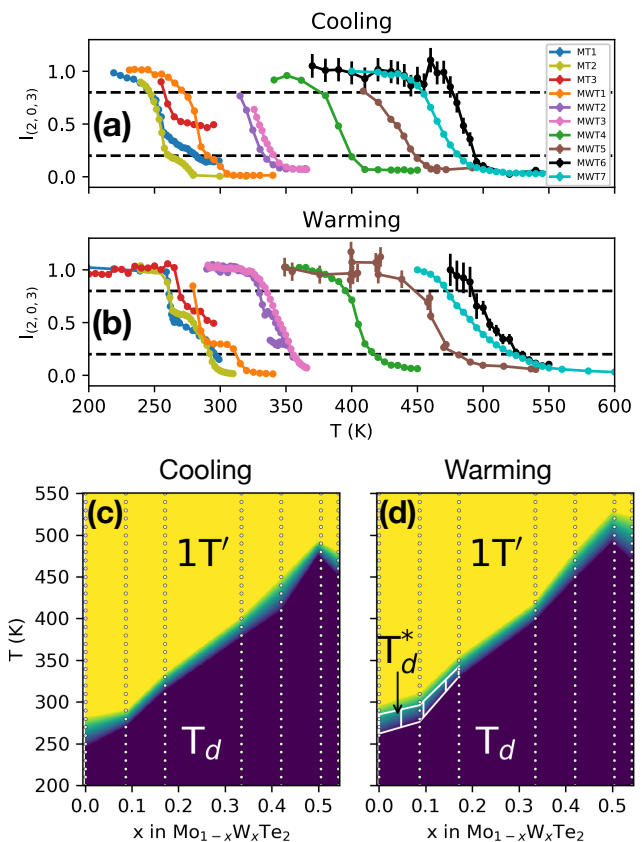 Cooling
1.0
0.5
0.0
I(2, 0, 3)
(a)
MT1
MT2
MT3
MWT1
MWT2
MWT3
MWT4
MWT5
MWT6
MWT7
Warming
1.0
0.5
0.0
I(2, 0, 3)
(b)
200 250 300 350 400 450 500 550 600
T (K)
Cooling Warming
550
500
450
400
350
300
250
200
T (K)
(c) (d)
1T′ 1T′
T*d
Td Td
0.0 0.1 0.2 0.3 0.4 0.5 0.0 0.1 0.2 0.3 0.4 0.5
x in Mo1−xWxTe2 x in Mo1−xWxTe2